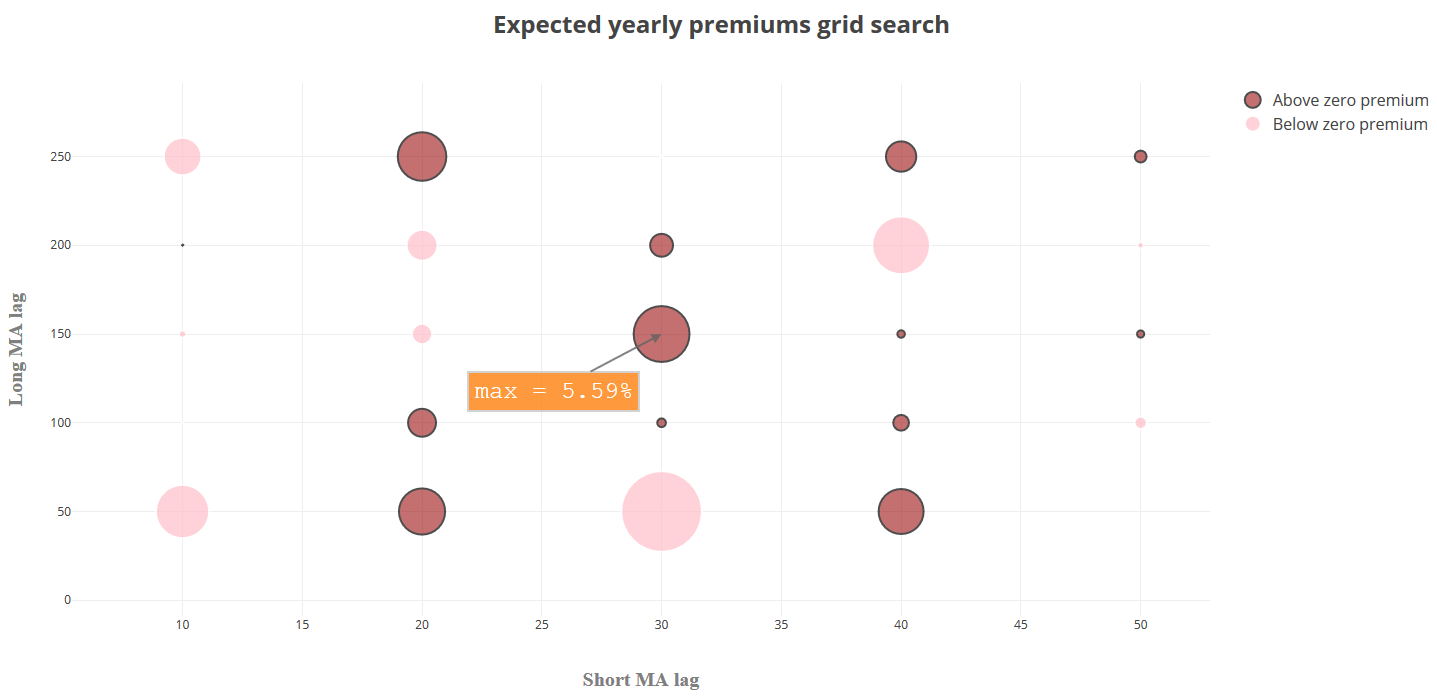 Expected yearly premiums grid search
Above zero premium
Below zero premium
Long MA lag
250
200
150
100
50
0
max = 5.59%
10 15 20 25 30 35 40 45 50
Short MA lag